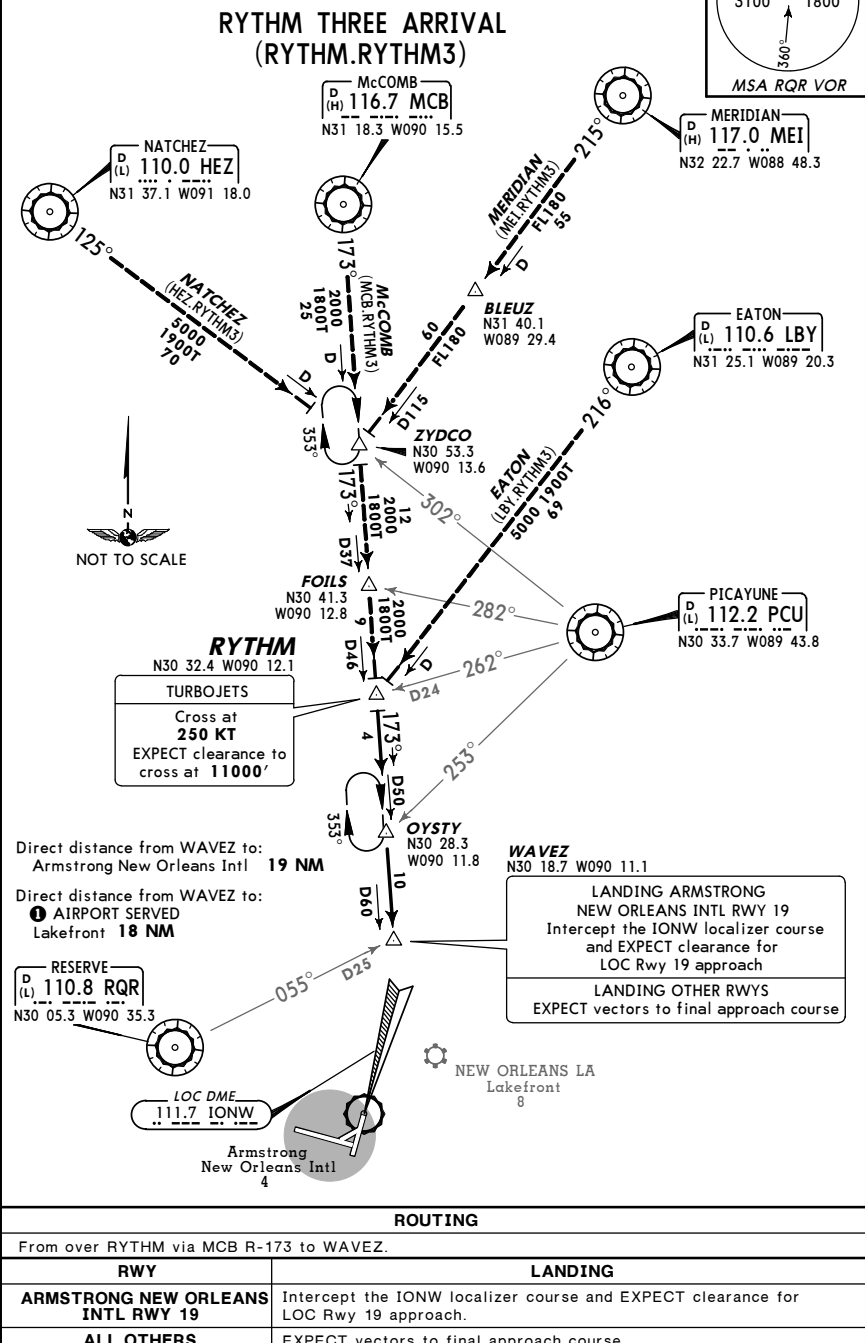 RYTHM THREE ARRIVAL
(RYTHM.RYTHM3)
3100 1800
360°
MSA RQR VOR
McCOMB
D
(H) 116.7 MCB
N31 18.3 W090 15.5
MERIDIAN
D
(H) 117.0 MEI
N32 22.7 W088 48.3
NATCHEZ
D
(L) 110.0 HEZ
N31 37.1 W091 18.0
215°
MERIDIAN
(MEI.RYTHM3)
FL180
55
D
125°
NATCHEZ
(HEZ.RYTHM3)
5000
1900T
70
D
173°
McCOMB
(MCB.RYTHM3)
2000
1800T
25
D
BLEUZ
N31 40.1
W089 29.4
60
FL180
D115
EATON
D
(L) 110.6 LBY
N31 25.1 W089 20.3
216°
EATON
(LBY.RYTHM3)
5000 1900T
69
D
353°
ZYDCO
N30 53.3
W090 13.6
173°
12
2000
1800T
D37
302°
N
NOT TO SCALE
FOILS
N30 41.3
W090 12.8
2000
1800T
9
D46
282°
PICAYUNE
D
(L) 112.2 PCU
N30 33.7 W089 43.8
RYTHM
N30 32.4 W090 12.1
262°
D24
TURBOJETS
Cross at
250 KT
EXPECT clearance to
cross at 11000'
173°
4
D50
253°
353°
OYSTY
N30 28.3
W090 11.8
Direct distance from WAVEZ to:
Armstrong New Orleans Intl 19 NM
Direct distance from WAVEZ to:
1 AIRPORT SERVED
Lakefront 18 NM
10
D60
WAVEZ
N30 18.7 W090 11.1
LANDING ARMSTRONG
NEW ORLEANS INTL RWY 19
Intercept the IONW localizer course
and EXPECT clearance for
LOC Rwy 19 approach
LANDING OTHER RWYS
EXPECT vectors to final approach course
RESERVE
D
(L) 110.8 RQR
N30 05.3 W090 35.3
055°
D25
NEW ORLEANS LA
Lakefront
8
LOC DME
111.7 IONW
Armstrong
New Orleans Intl
4
ROUTING
From over RYTHM via MCB R-173 to WAVEZ.
RWY LANDING
ARMSTRONG NEW ORLEANS
INTL RWY 19
Intercept the IONW localizer course and EXPECT clearance for
LOC Rwy 19 approach.
ALL OTHERS EXPECT vectors to final approach course